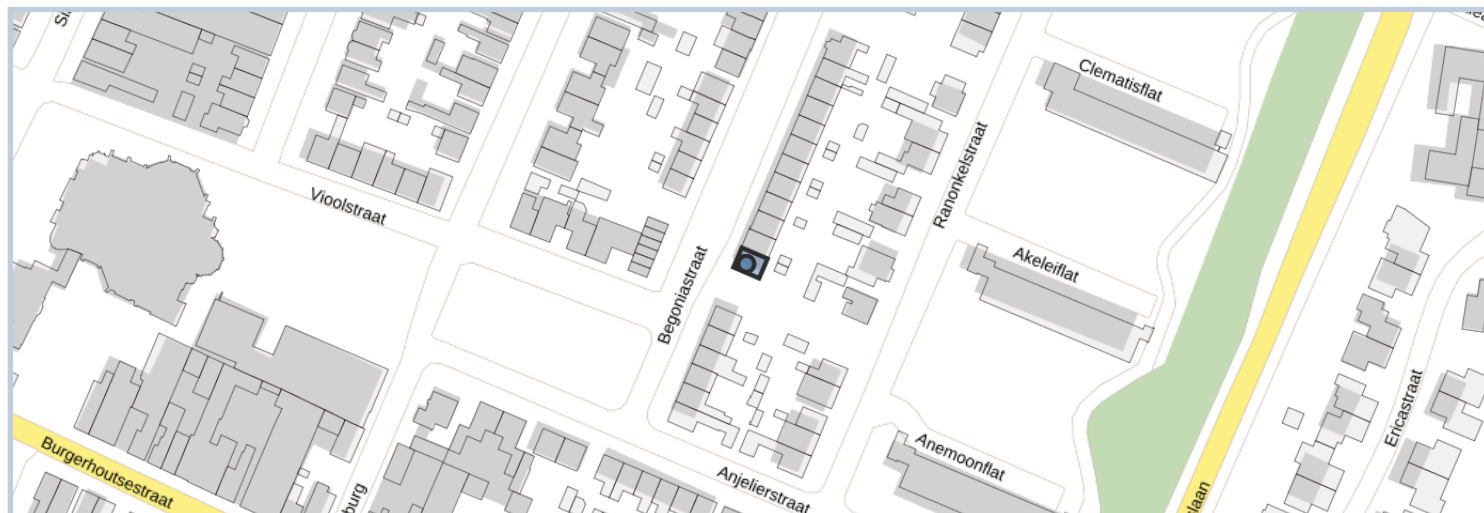 Clematisflat
Vioolstraat
Ranonkelstraat
Begoniastraat
Akeleiflat
Ericastraat
Anemoonflat
Burgerhoutsestraat
Anjelierstraat